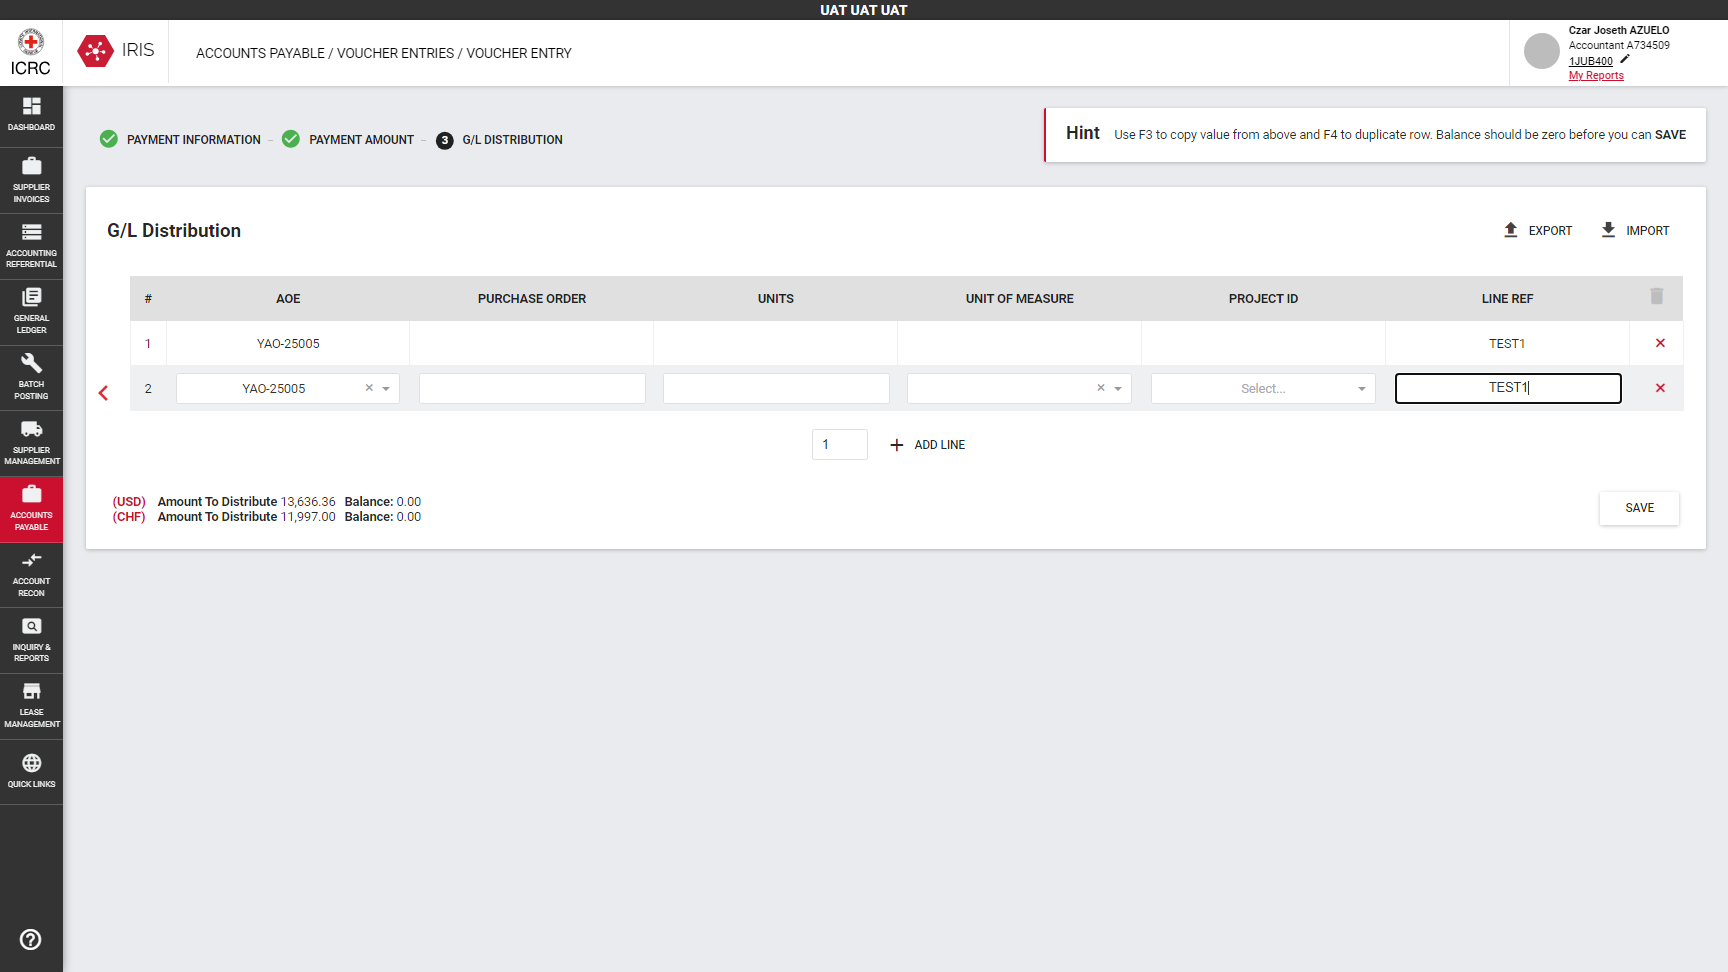 UAT UAT UAT
ICRC
IRIS
ACCOUNTS PAYABLE / VOUCHER ENTRIES / VOUCHER ENTRY
Czar Joseth AZUELO
Accountant A734509
1JUB400
My Reports
DASHBOARD
SUPPLIER
INVOICES
ACCOUNTING
REFERENTIAL
GENERAL
LEDGER
BATCH
POSTING
SUPPLIER
MANAGEMENT
ACCOUNTS
PAYABLE
ACCOUNT
RECON
INQUIRY &
REPORTS
LEASE
MANAGEMENT
QUICK LINKS
PAYMENT INFORMATION – PAYMENT AMOUNT – 3 G/L DISTRIBUTION
Hint Use F3 to copy value from above and F4 to duplicate row. Balance should be zero before you can SAVE
G/L Distribution
EXPORT IMPORT
# AOE PURCHASE ORDER UNITS UNIT OF MEASURE PROJECT ID LINE REF
1 YAO-25005 TEST1
2 YAO-25005 Select... TEST1
1 ADD LINE
(USD) Amount To Distribute 13,636.36 Balance: 0.00
(CHF) Amount To Distribute 11,997.00 Balance: 0.00
SAVE